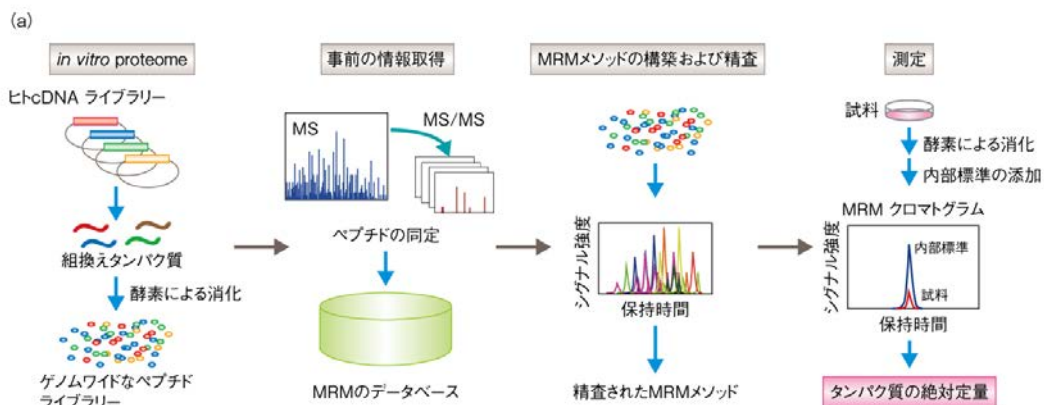 (a)
in vitro proteome
ヒトcDNA ライブラリー
組換えタンパク質
酵素による消化
ゲノムワイドなペプチド
ライブラリー
事前の情報取得
MS
MS/MS
ペプチドの同定
MRMのデータベース
MRMメソッドの構築および精査
シグナル強度
保持時間
精査されたMRMメソッド
測定
試料
酵素による消化
内部標準の添加
MRM クロマトグラム
シグナル強度
内部標準
試料
保持時間
タンパク質の絶対定量